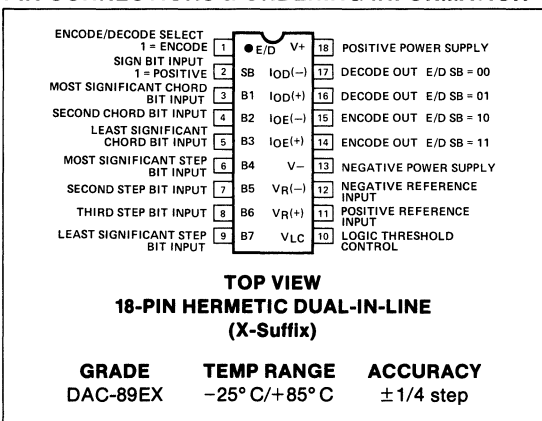 PIN CONNECTIONS & ORDERING INFORMATION
ENCODE/DECODE SELECT
1 = ENCODE 1 E/D V+ 18 POSITIVE POWER SUPPLY
SIGN BIT INPUT
1 = POSITIVE 2 SB IOD(−) 17 DECODE OUT E/D SB = 00
MOST SIGNIFICANT CHORD
BIT INPUT 3 B1 IOD(+) 16 DECODE OUT E/D SB = 01
SECOND CHORD BIT INPUT 4 B2 IOE(−) 15 ENCODE OUT E/D SB = 10
LEAST SIGNIFICANT
CHORD BIT INPUT 5 B3 IOE(+) 14 ENCODE OUT E/D SB = 11
MOST SIGNIFICANT STEP
BIT INPUT 6 B4 V− 13 NEGATIVE POWER SUPPLY
SECOND STEP BIT INPUT 7 B5 VR(−) 12 NEGATIVE REFERENCE
INPUT
THIRD STEP BIT INPUT 8 B6 VR(+) 11 POSITIVE REFERENCE
INPUT
LEAST SIGNIFICANT STEP
BIT INPUT 9 B7 VLC 10 LOGIC THRESHOLD
CONTROL
TOP VIEW
18-PIN HERMETIC DUAL-IN-LINE
(X-Suffix)
GRADE TEMP RANGE ACCURACY
DAC-89EX −25°C/+85°C ±1/4 step